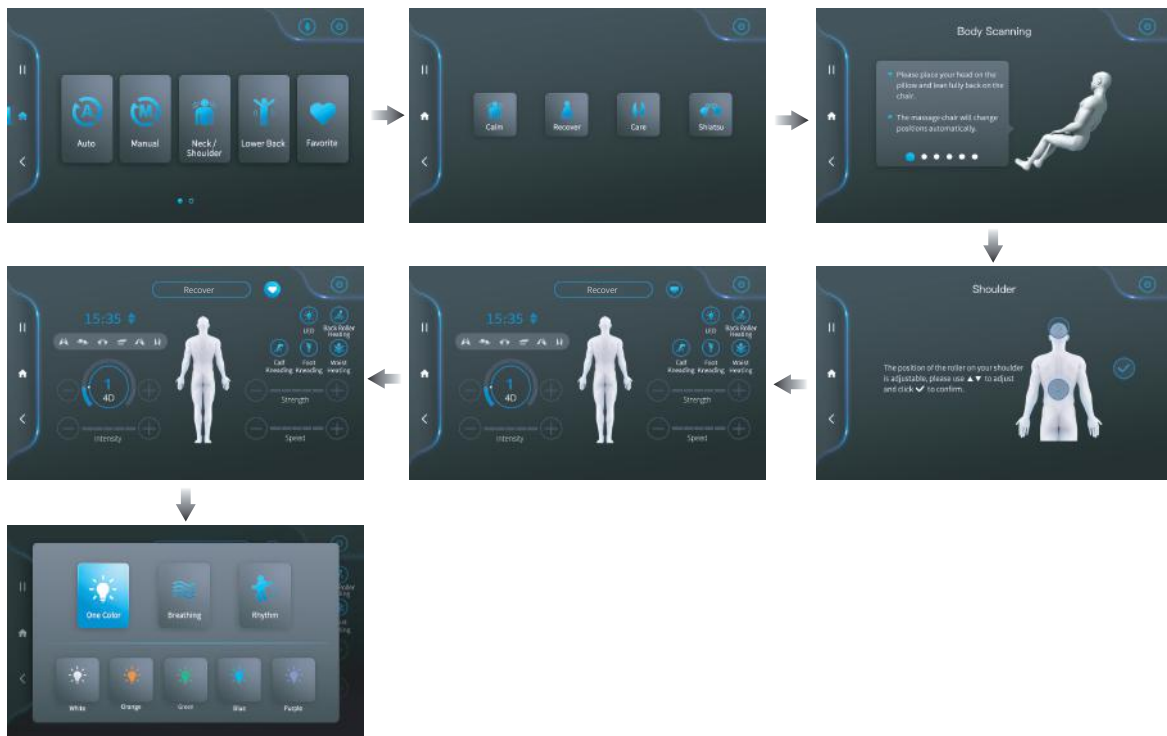 Auto
Manual
Neck /
Shoulder
Lower Back
Favorite
Calm
Recover
Care
Shiatsu
Body Scanning
Please place your head on the
pillow and lean fully back on the
chair.
The massage chair will change
positions automatically.
Shoulder
The position of the roller on your shoulder
is adjustable, please use ▲ ▼ to adjust
and click ✓ to confirm.
Recover
15:35
LED
Back Roller
Heating
Calf
Kneading
Foot
Kneading
Waist
Heating
1
4D
Strength
Intensity
Speed
Recover
15:35
LED
Back Roller
Heating
Calf
Kneading
Foot
Kneading
Waist
Heating
1
4D
Strength
Intensity
Speed
One Color
Breathing
Rhythm
White
Orange
Green
Blue
Purple